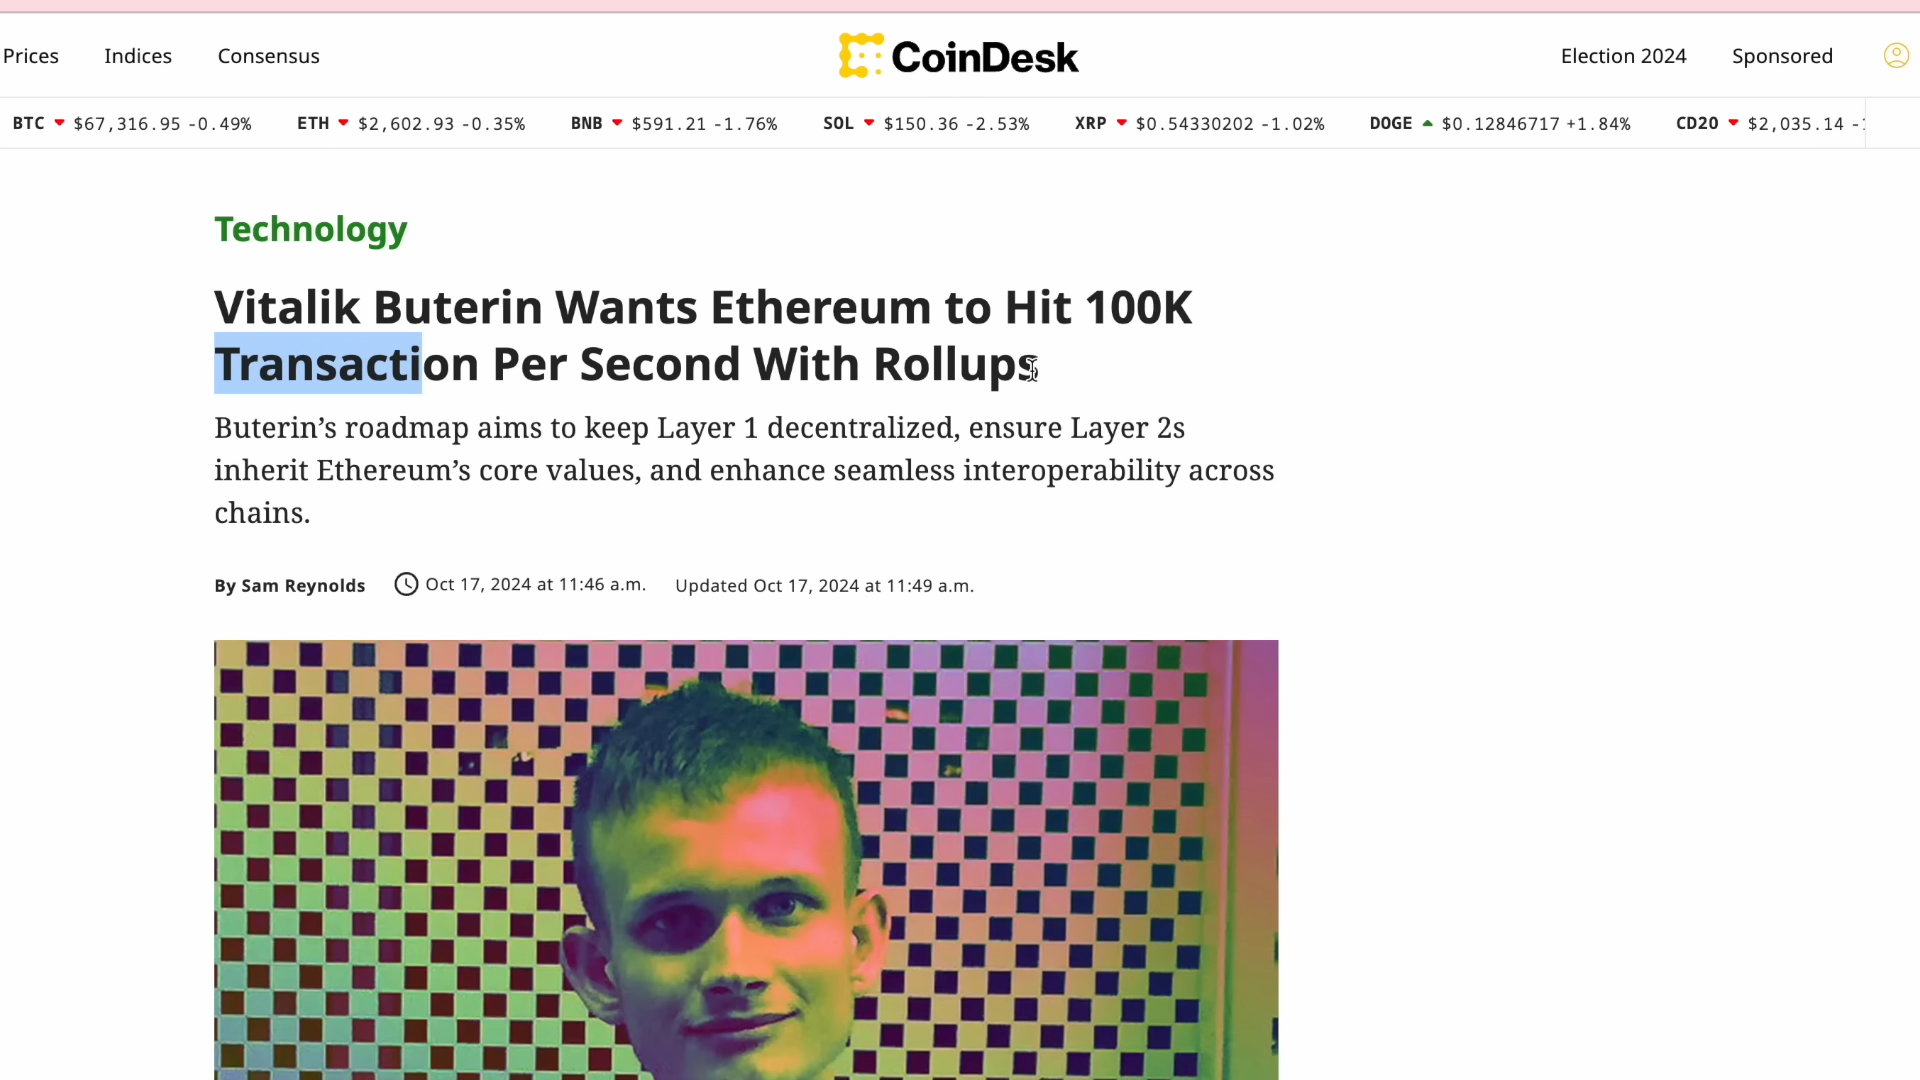 Prices Indices Consensus CoinDesk Election 2024 Sponsored
BTC $67,316.95 -0.49% ETH $2,602.93 -0.35% BNB $591.21 -1.76% SOL $150.36 -2.53% XRP $0.54330202 -1.02% DOGE $0.12846717 +1.84% CD20 $2,035.14
Technology
Vitalik Buterin Wants Ethereum to Hit 100K
Transaction Per Second With Rollups
Buterin’s roadmap aims to keep Layer 1 decentralized, ensure Layer 2s
inherit Ethereum’s core values, and enhance seamless interoperability across
chains.
By Sam Reynolds Oct 17, 2024 at 11:46 a.m. Updated Oct 17, 2024 at 11:49 a.m.